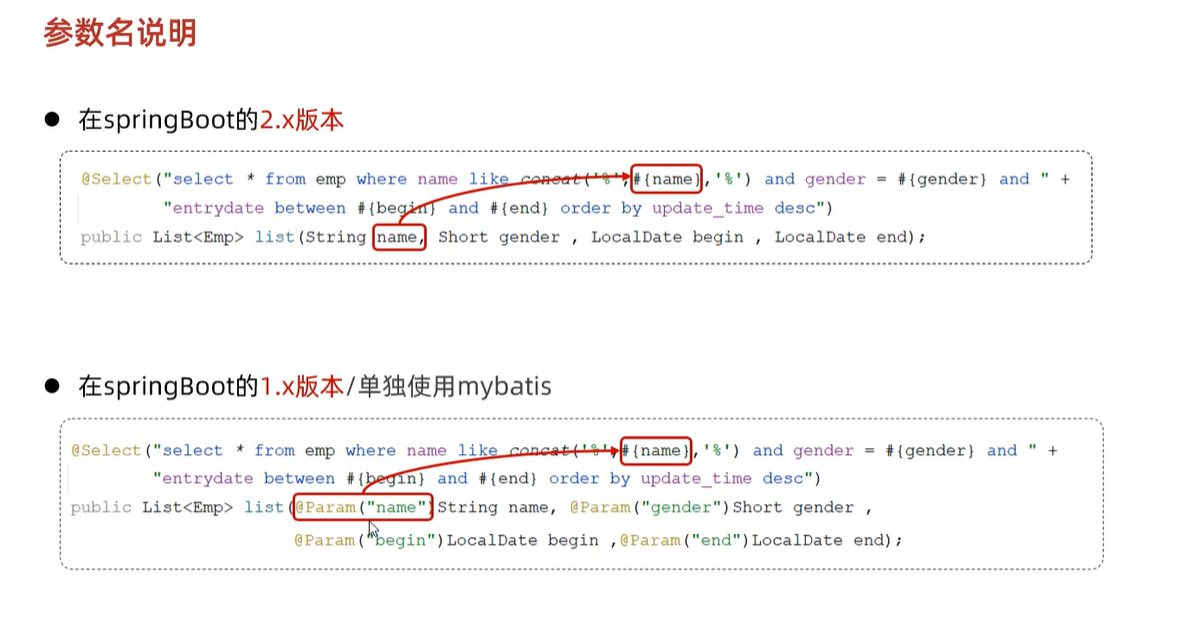 参数名说明
● 在springBoot的2.x版本
@Select("select * from emp where name like concat('%',#{name},'%') and gender = #{gender} and " +
"entrydate between #{begin} and #{end} order by update_time desc")
public List<Emp> list(String name, Short gender , LocalDate begin , LocalDate end);
● 在springBoot的1.x版本/单独使用mybatis
@Select("select * from emp where name like concat('%',#{name},'%') and gender = #{gender} and " +
"entrydate between #{begin} and #{end} order by update_time desc")
public List<Emp> list(@Param("name")String name, @Param("gender")Short gender ,
@Param("begin")LocalDate begin ,@Param("end")LocalDate end);